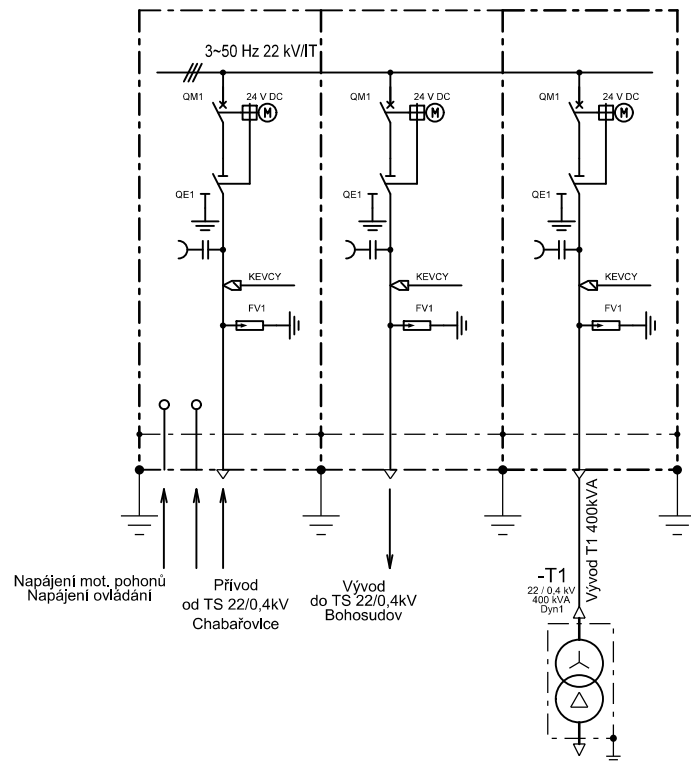 3~50 Hz 22 kV/IT
QM1
24 V DC
M
QE1
KEVCY
FV1
QM1
24 V DC
M
QE1
KEVCY
FV1
QM1
24 V DC
M
QE1
KEVCY
FV1
Napájení mot. pohonů
Napájení ovládání
Přívod
od TS 22/0,4kV
Chabařovice
Vývod
do TS 22/0,4kV
Bohosudov
Vývod T1 400kVA
-T1
22 / 0,4 kV
400 kVA
Dyn1